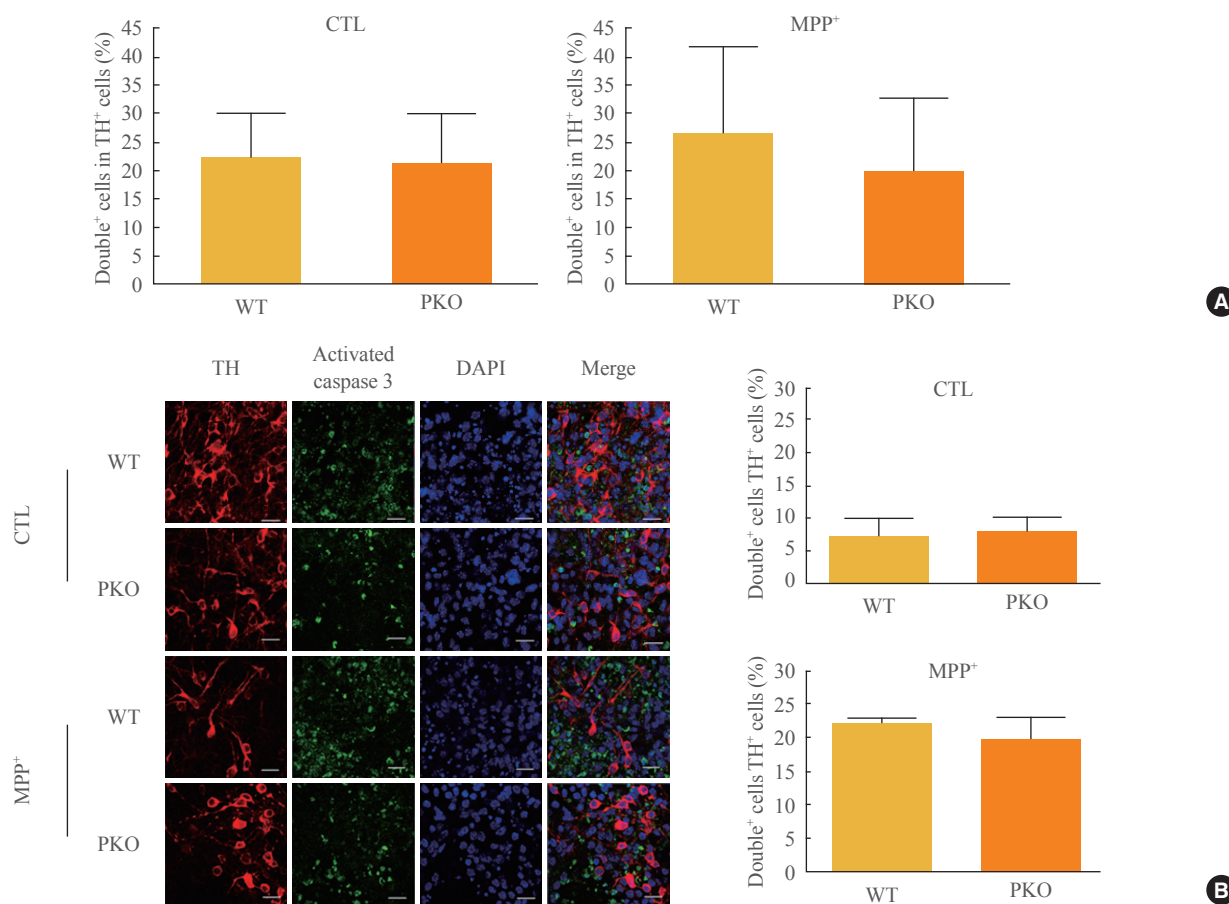 CTL
Double⁺ cells in TH⁺ cells (%)
45
40
35
30
25
20
15
10
5
0
WT
PKO
MPP⁺
Double⁺ cells in TH⁺ cells (%)
45
40
35
30
25
20
15
10
5
0
WT
PKO
A
TH
Activated
caspase 3
DAPI
Merge
CTL
WT
PKO
MPP⁺
WT
PKO
CTL
Double⁺ cells TH⁺ cells (%)
30
25
20
15
10
5
0
WT
PKO
MPP⁺
Double⁺ cells TH⁺ cells (%)
30
25
20
15
10
5
0
WT
PKO
B